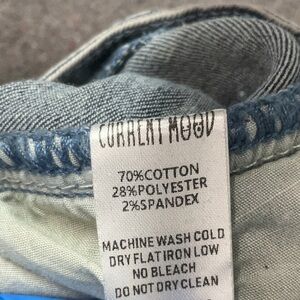 CURRENT MOOD
70%COTTON
28%POLYESTER
2%SPANDEX
MACHINE WASH COLD
DRY FLAT IRON LOW
NO BLEACH
DO NOT DRY CLEAN